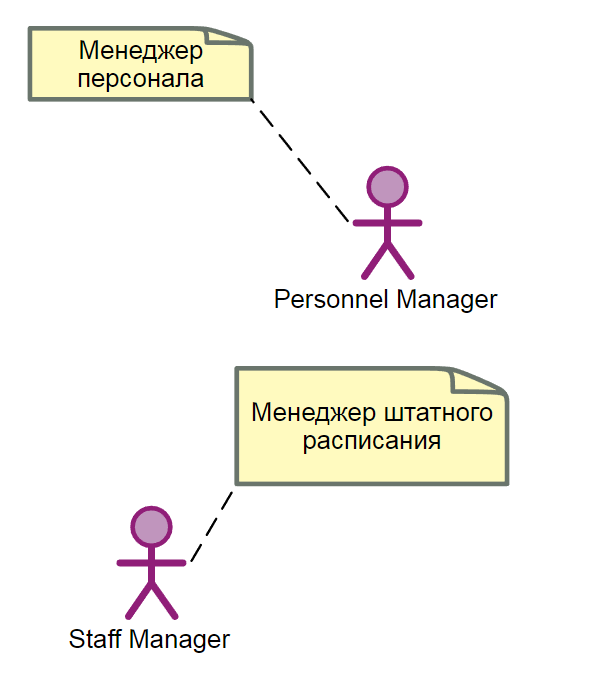 Менеджер
персонала
Personnel Manager
Менеджер штатного
расписания
Staff Manager